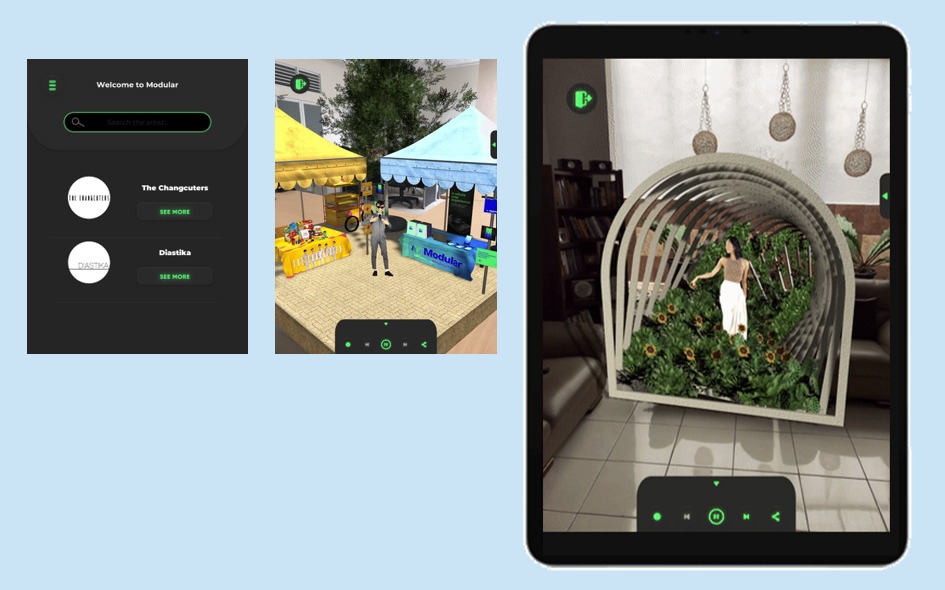 Welcome to Modular
Search the artist...
THE CHANGCUTERS
The Changcuters
SEE MORE
DIASTIKA
Diastika
SEE MORE
Modular